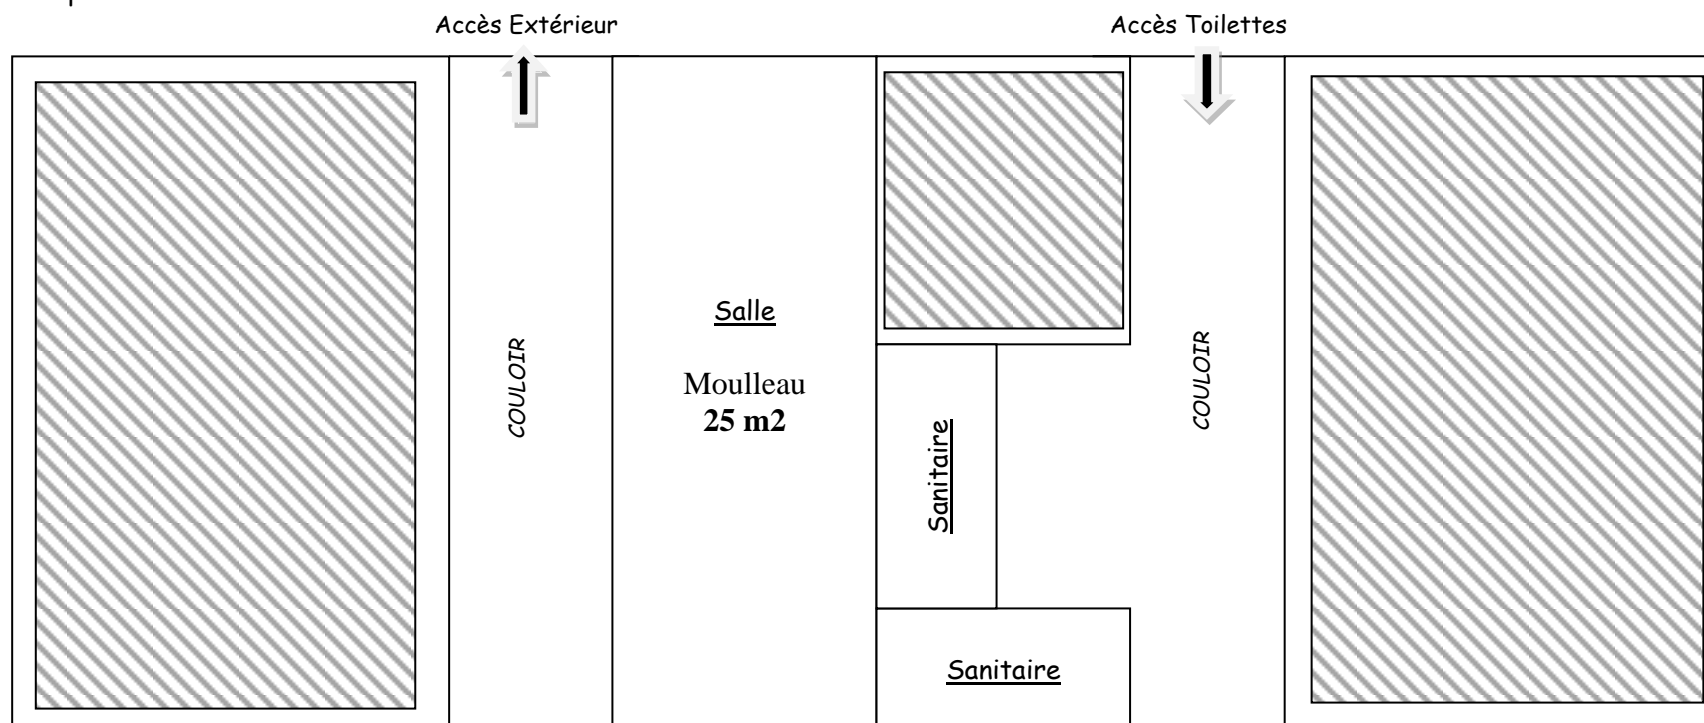 Accès Extérieur
Accès Toilettes
Salle
Moulleau
25 m2
COULOIR
COULOIR
Sanitaire
Sanitaire